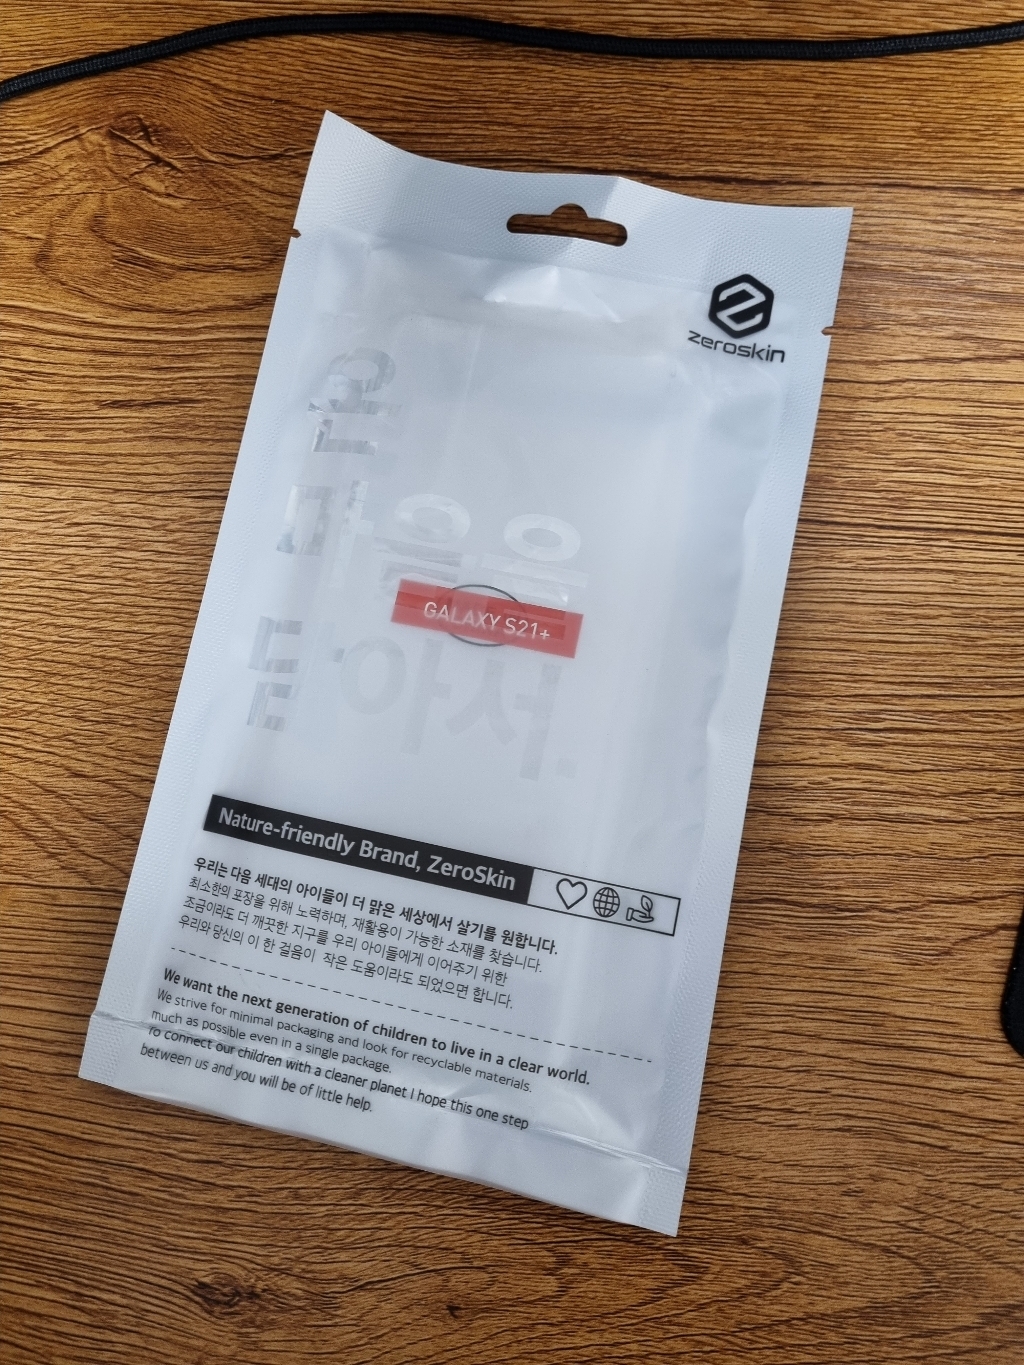 zeroskin
안
마음을
담아서.
GALAXY S21+
Nature-friendly Brand, ZeroSkin
우리는 다음 세대의 아이들이 더 맑은 세상에서 살기를 원합니다.
최소한의 포장을 위해 노력하며, 재활용이 가능한 소재를 찾습니다.
조금이라도 더 깨끗한 지구를 우리 아이들에게 이어주기 위한
우리와 당신의 이 한 걸음이 작은 도움이라도 되었으면 합니다.
We want the next generation of children to live in a clear world.
We strive for minimal packaging and look for recyclable materials.
much as possible even in a single package.
To connect our children with a cleaner planet I hope this one step
between us and you will be of little help.